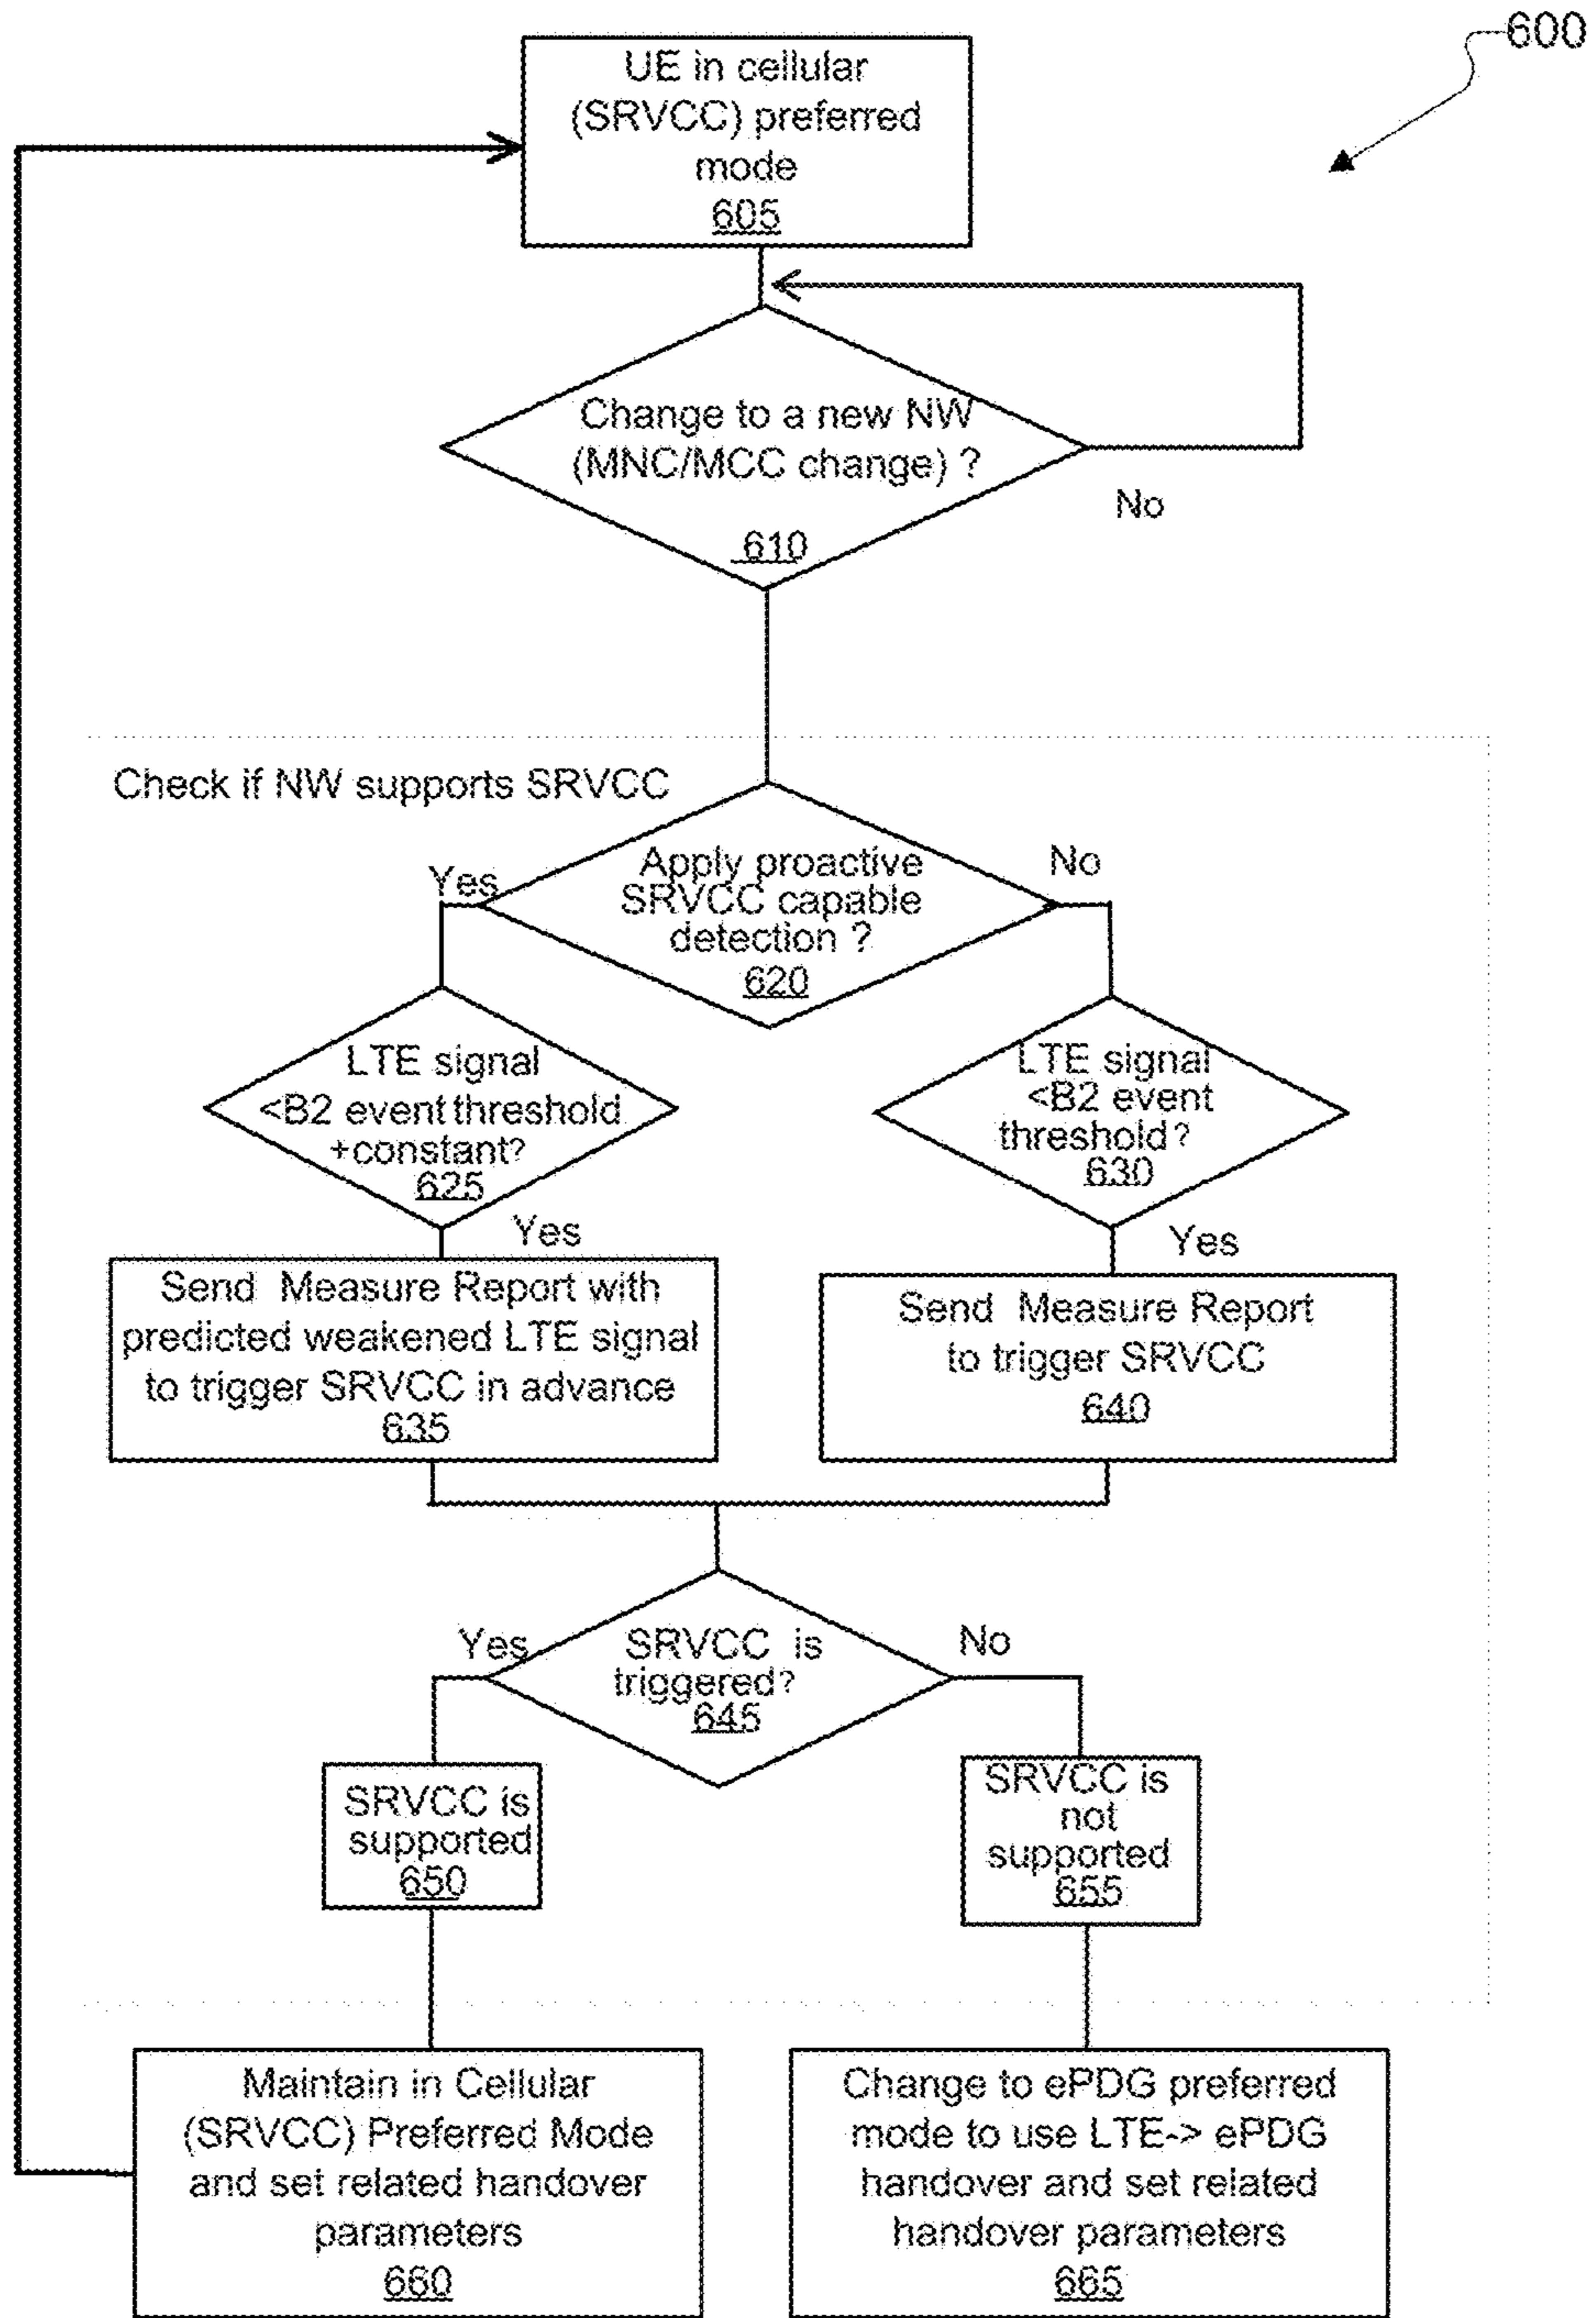 600
UE in cellular
(SRVCC) preferred
mode
605
Change to a new NW
(MNC/MCC change) ?
610
No
Check if NW supports SRVCC
Apply proactive
SRVCC capable
detection ?
620
Yes
No
LTE signal
<B2 event threshold
+constant?
625
Yes
LTE signal
<B2 event
threshold?
630
Yes
Send Measure Report with
predicted weakened LTE signal
to trigger SRVCC in advance
635
Send Measure Report
to trigger SRVCC
640
SRVCC is
triggered?
645
Yes
No
SRVCC is
supported
650
SRVCC is
not
supported
655
Maintain in Cellular
(SRVCC) Preferred Mode
and set related handover
parameters
660
Change to ePDG preferred
mode to use LTE-> ePDG
handover and set related
handover parameters
665